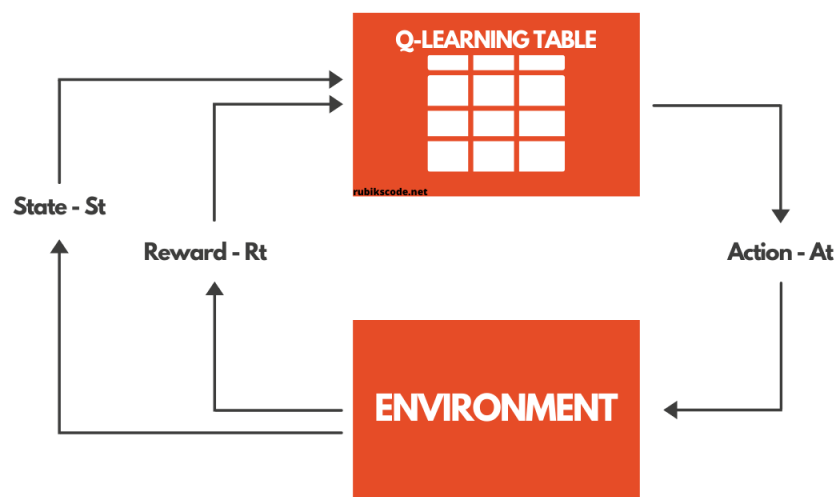 Q-LEARNING TABLE
rubikscode.net
State - St
Reward - Rt
Action - At
ENVIRONMENT